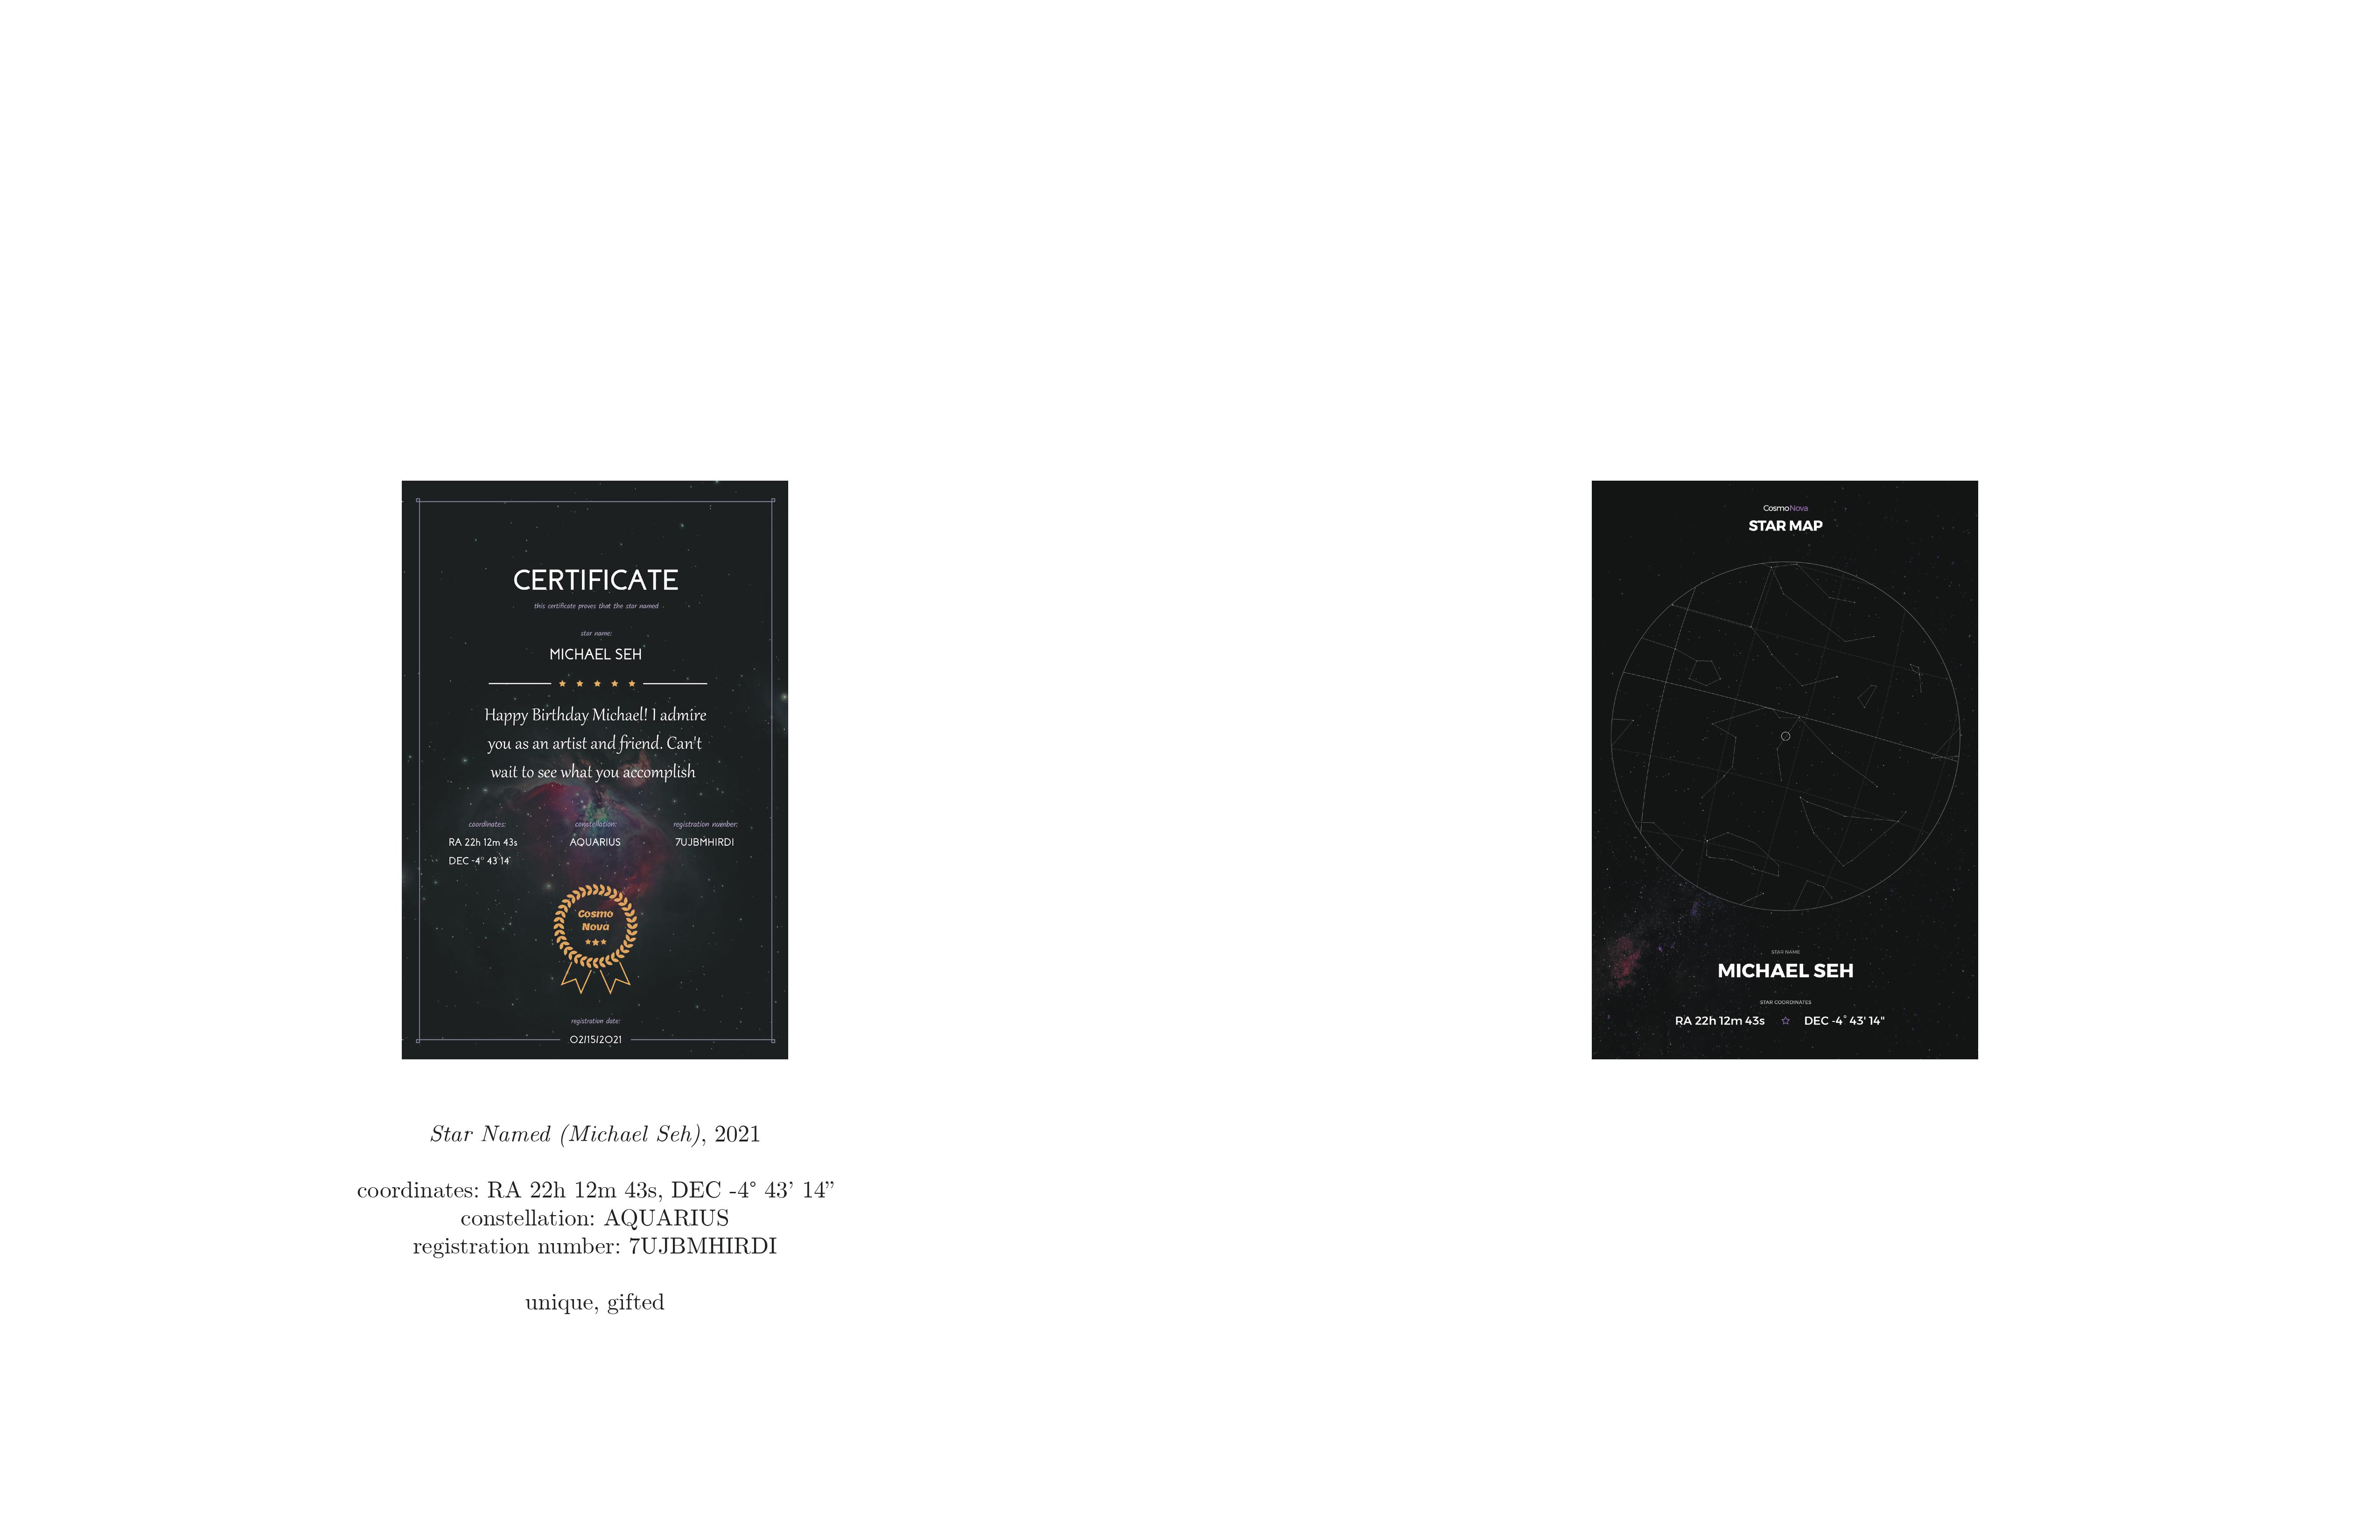 CERTIFICATE
this certificate proves that the star named
star name:
MICHAEL SEH
Happy Birthday Michael! I admire
you as an artist and friend. Can't
wait to see what you accomplish
coordinates: constellation: registration number:
RA 22h 12m 43s AQUARIUS 7UJBMHIRDI
DEC -4° 43' 14"
Cosmo
Nova
registration date:
02/15/2021
Star Named (Michael Seh), 2021
coordinates: RA 22h 12m 43s, DEC -4° 43’ 14”
constellation: AQUARIUS
registration number: 7UJBMHIRDI
unique, gifted
CosmoNova
STAR MAP
STAR NAME
MICHAEL SEH
STAR COORDINATES
RA 22h 12m 43s DEC -4° 43' 14"